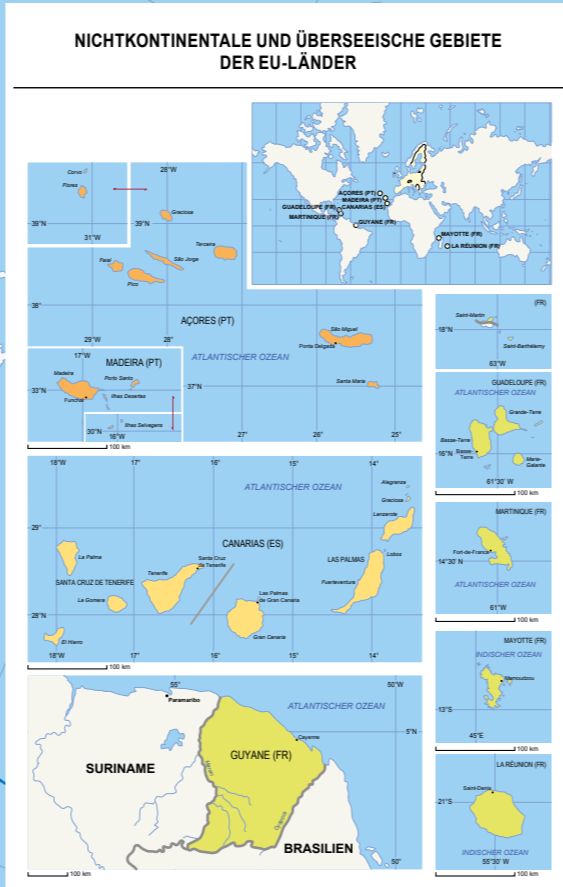 NICHTKONTINENTALE UND ÜBERSEEISCHE GEBIETE
DER EU-LÄNDER
AÇORES (PT)
MADEIRA (PT)
GUADELOUPE (FR)
CANARIAS (ES)
MARTINIQUE (FR)
GUYANE (FR)
MAYOTTE (FR)
LA RÉUNION (FR)
Corvo
Flores
39°N
31°W
28°W
Graciosa
39°N
Terceira
São Jorge
Faial
Pico
38°
29°W
28°
AÇORES (PT)
São Miguel
Ponta Delgada
ATLANTISCHER OZEAN
Santa Maria
37°N
27°
26°
25°
17°W
MADEIRA (PT)
Madeira
Porto Santo
33°N
Funchal
Ilhas Desertas
Ilhas Selvagens
30°N
16°W
100 km
(FR)
Saint-Martin
18°N
Saint-Barthélemy
63°W
GUADELOUPE (FR)
ATLANTISCHER OZEAN
Grande-Terre
Basse-Terre
Basse-
Terre
16°N
Marie-
Galante
61°30' W
100 km
18°W
17°
16°
15°
14°
ATLANTISCHER OZEAN
Alegranza
Graciosa
Lanzarote
29°
CANARIAS (ES)
La Palma
Santa Cruz
de Tenerife
LAS PALMAS
Lobos
SANTA CRUZ DE TENERIFE
Tenerife
Fuerteventura
La Gomera
Las Palmas
de Gran Canaria
28°N
Gran Canaria
El Hierro
18°W
17°
16°
15°
14°
100 km
MARTINIQUE (FR)
Fort-de-France
14°30' N
ATLANTISCHER OZEAN
61°W
100 km
MAYOTTE (FR)
INDISCHER OZEAN
Mamoudzou
13°S
45°E
100 km
55°
50°W
Paramaribo
ATLANTISCHER OZEAN
5°N
Cayenne
GUYANE (FR)
SURINAME
Maroni
Oiapoque
BRASILIEN
50°
100 km
LA RÉUNION (FR)
Saint-Denis
21°S
INDISCHER OZEAN
55°30' W
100 km